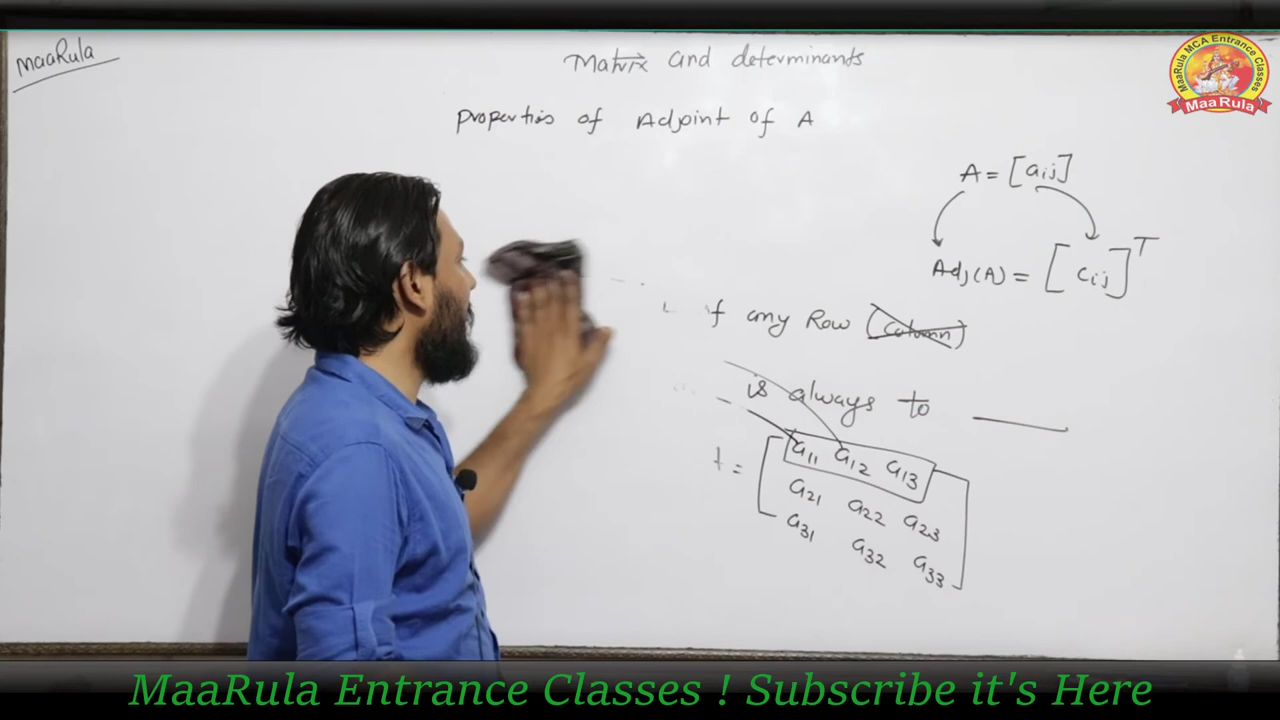 MaaRula
Matrix and determinants
MaaRula MCA Entrance Classes
MaaRula
properties of Adjoint of A
A = [aij]
Adj(A) = [cij]T
f any Row (column)
is always to ____
= [a11 a12 a13
a21 a22 a23
a31 a32 a33]
MaaRula Entrance Classes ! Subscribe it's Here